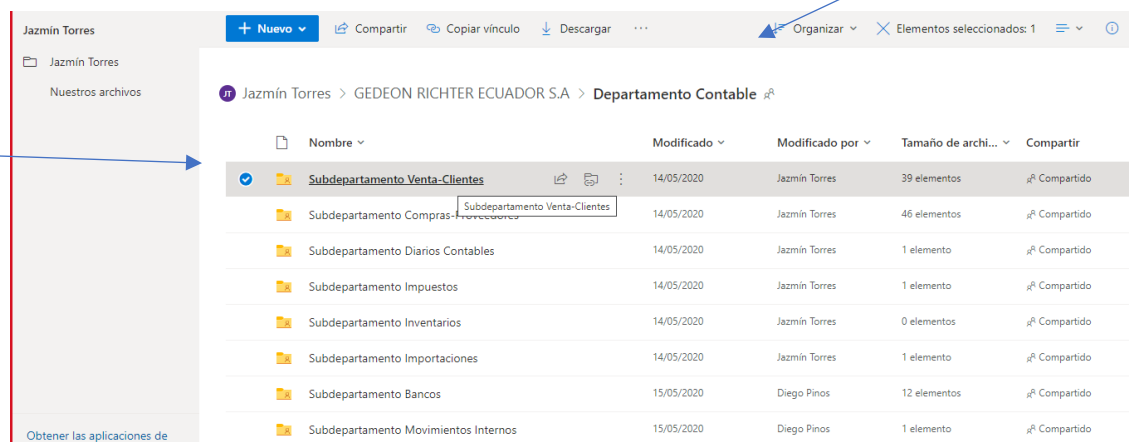 Jazmín Torres
+ Nuevo Compartir Copiar vínculo Descargar ... Organizar Elementos seleccionados: 1
Jazmín Torres
Nuestros archivos
JT Jazmín Torres > GEDEON RICHTER ECUADOR S.A > Departamento Contable
Nombre Modificado Modificado por Tamaño de archi... Compartir
Subdepartamento Venta-Clientes 14/05/2020 Jazmín Torres 39 elementos Compartido
Subdepartamento Venta-Clientes
Subdepartamento Compras-Proveedores 14/05/2020 Jazmín Torres 46 elementos Compartido
Subdepartamento Diarios Contables 14/05/2020 Jazmín Torres 1 elemento Compartido
Subdepartamento Impuestos 14/05/2020 Jazmín Torres 1 elemento Compartido
Subdepartamento Inventarios 14/05/2020 Jazmín Torres 0 elementos Compartido
Subdepartamento Importaciones 14/05/2020 Jazmín Torres 1 elemento Compartido
Subdepartamento Bancos 15/05/2020 Diego Pinos 12 elementos Compartido
Subdepartamento Movimientos Internos 15/05/2020 Diego Pinos 1 elemento Compartido
Obtener las aplicaciones de